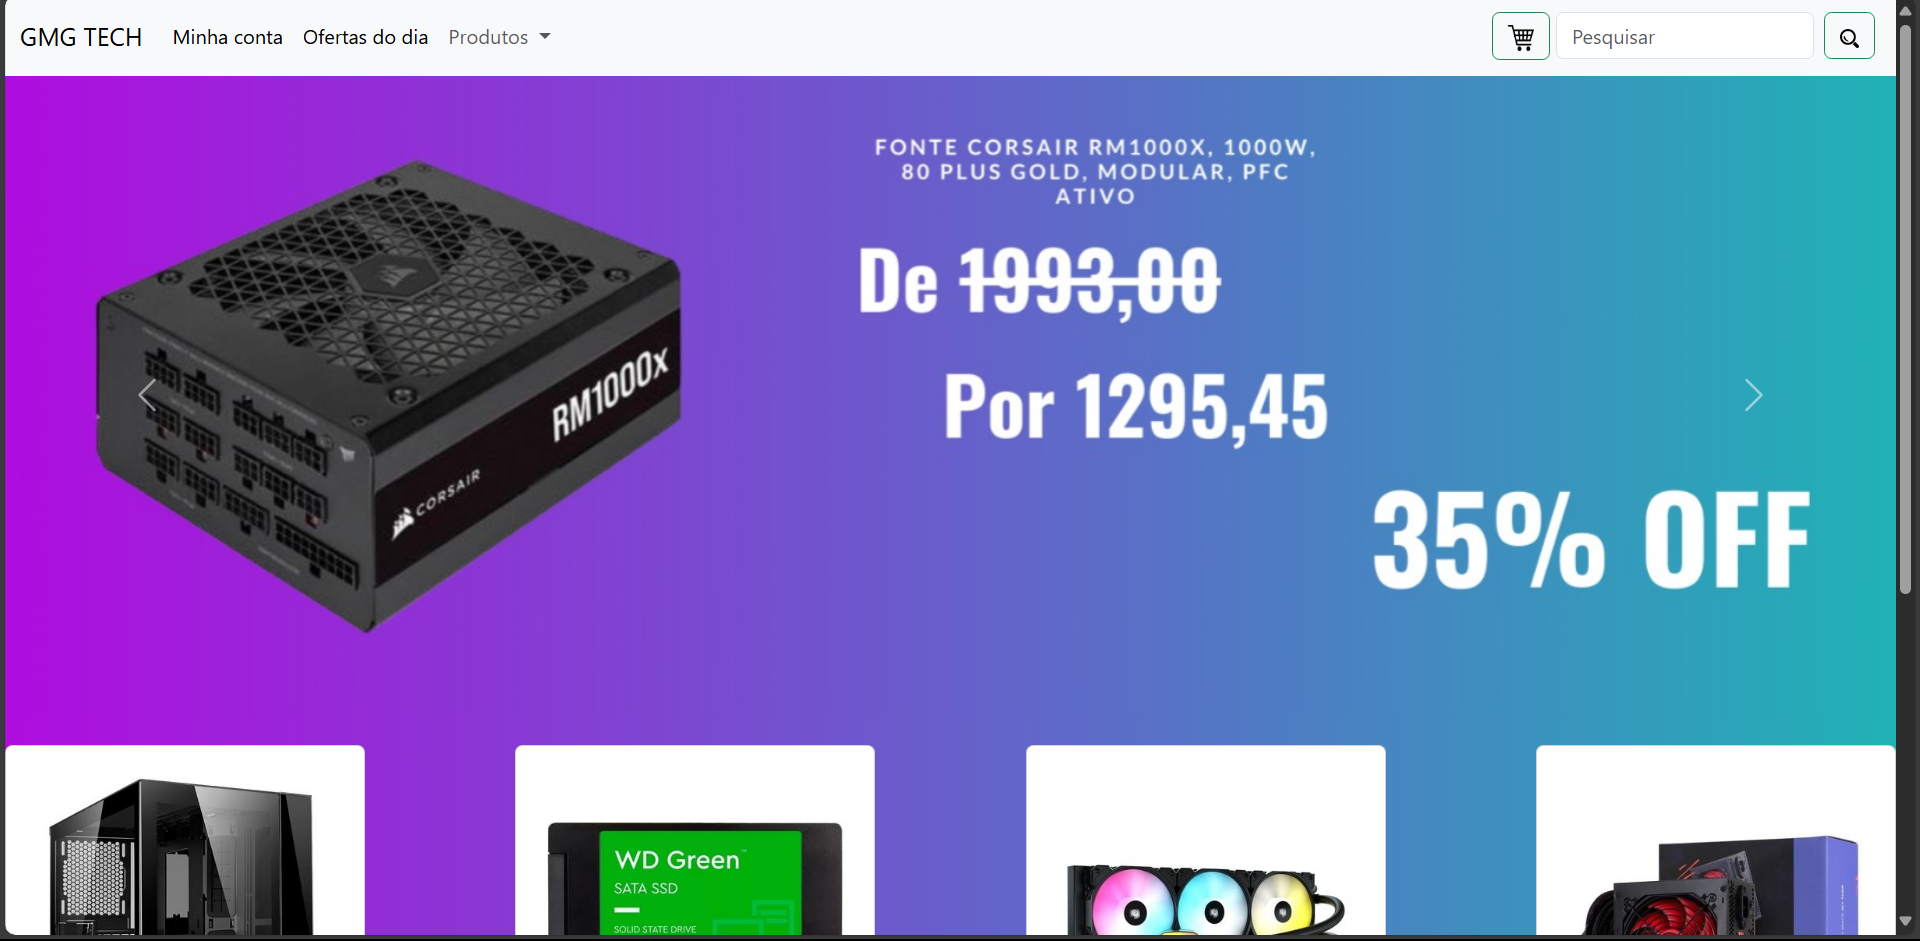 GMG TECH
Minha conta
Ofertas do dia
Produtos
Pesquisar
FONTE CORSAIR RM1000X, 1000W,
80 PLUS GOLD, MODULAR, PFC
ATIVO
De 1993,00
Por 1295,45
35% OFF
RM1000x
CORSAIR
WD Green™
SATA SSD
SOLID STATE DRIVE